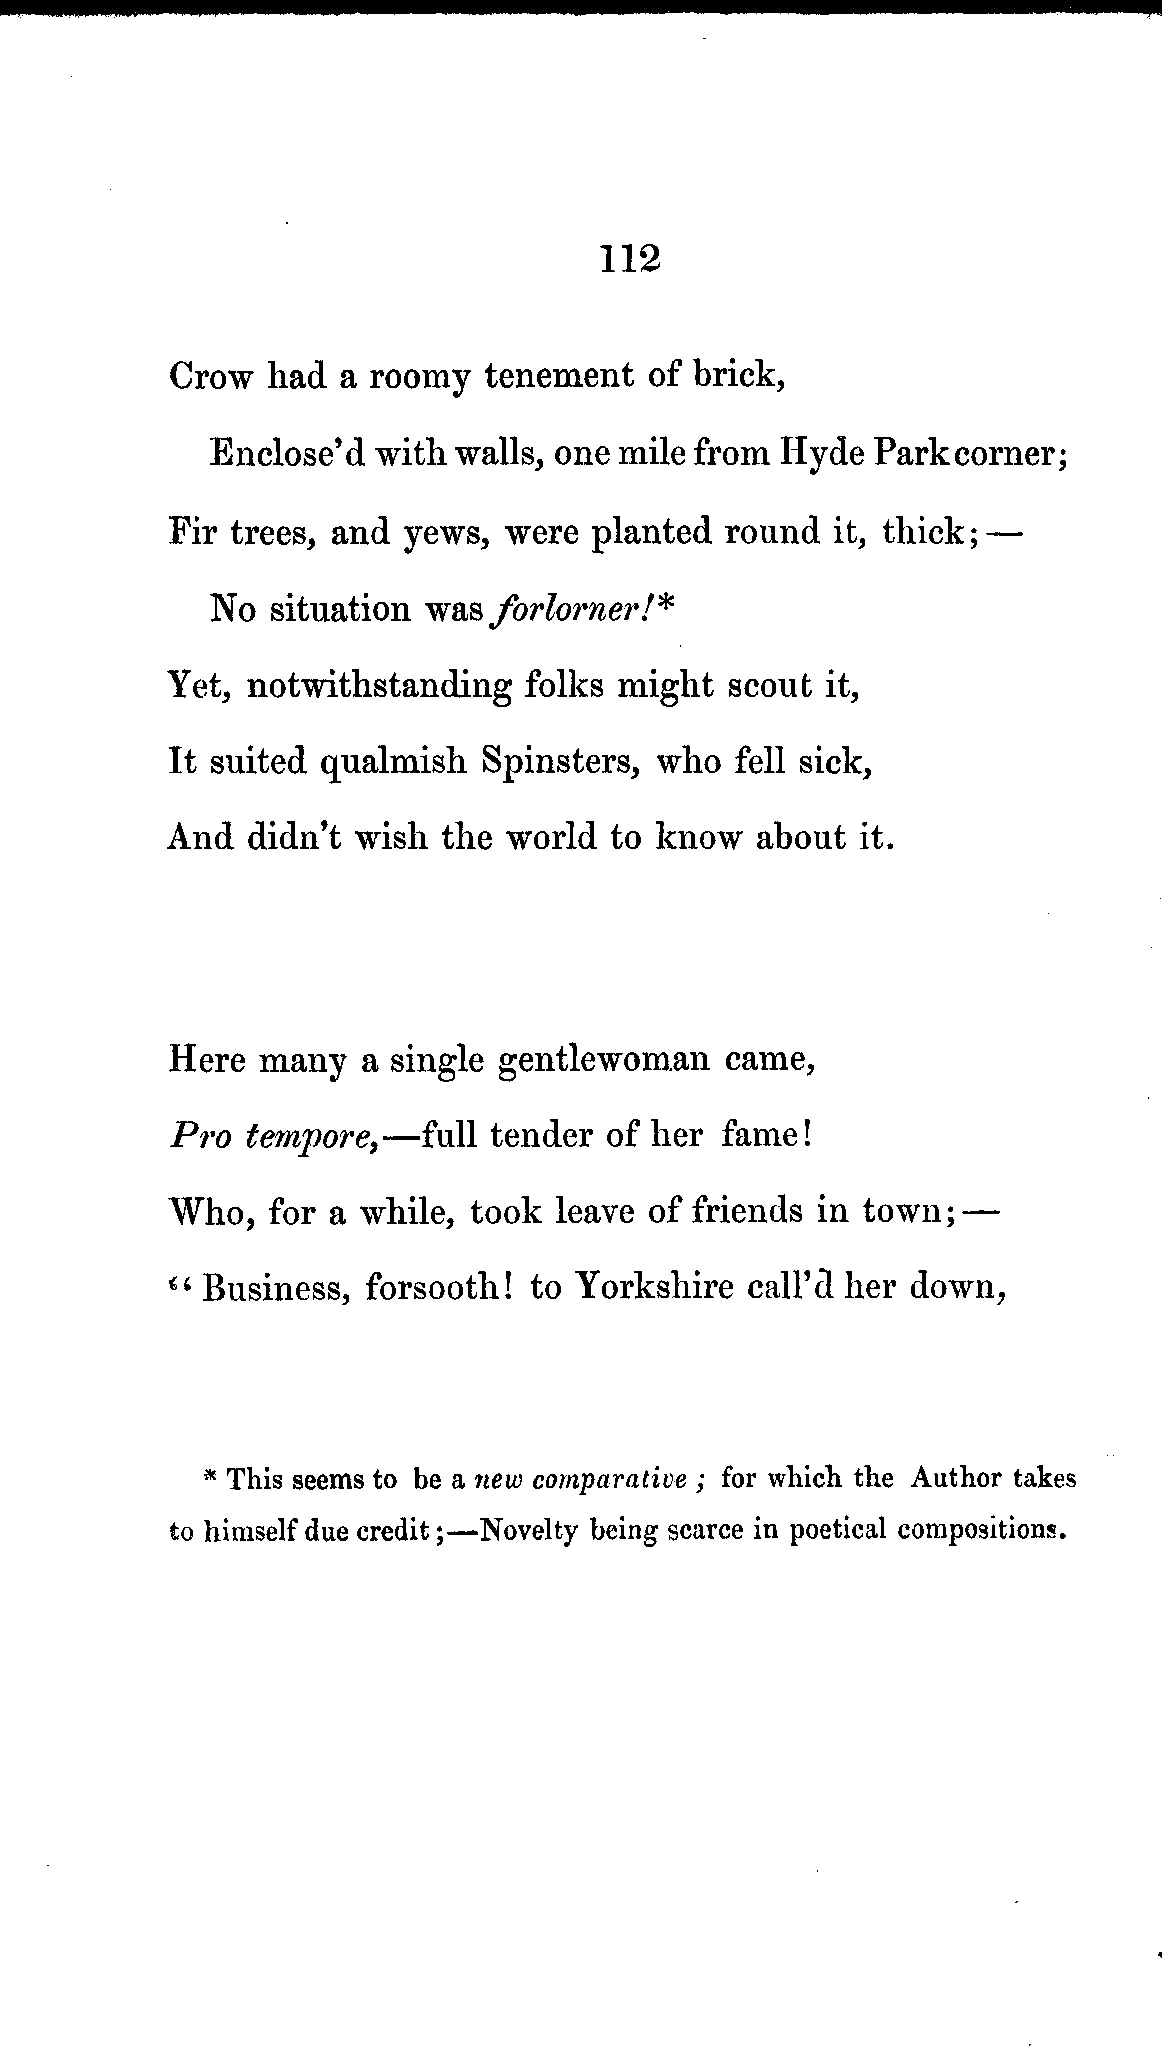 112
Crow had a roomy tenement of brick,
Enclose'd with walls, one mile from Hyde Park corner;
Fir trees, and yews, were planted round it, thick;—
No situation was forlorner!*
Yet, notwithstanding folks might scout it,
It suited qualmish Spinsters, who fell sick,
And didn't wish the world to know about it.
Here many a single gentlewoman came,
Pro tempore,—full tender of her fame!
Who, for a while, took leave of friends in town;—
“Business, forsooth! to Yorkshire call'd her down,
* This seems to be a new comparative; for which the Author takes
to himself due credit;—Novelty being scarce in poetical compositions.